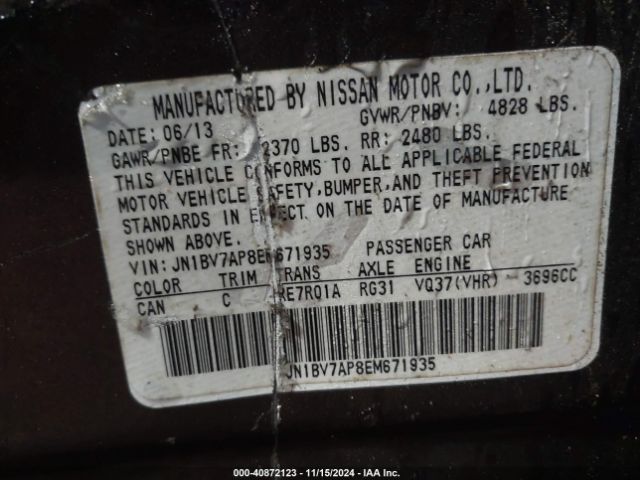 MANUFACTURED BY NISSAN MOTOR CO.,LTD.
DATE: 06/13 GVWR/PNBV: 4828 LBS.
GAWR/PNBE FR: 2370 LBS. RR: 2480 LBS.
THIS VEHICLE CONFORMS TO ALL APPLICABLE FEDERAL
MOTOR VEHICLE SAFETY,BUMPER,AND THEFT PREVENTION
STANDARDS IN EFFECT ON THE DATE OF MANUFACTURE
SHOWN ABOVE.
VIN: JN1BV7AP8EM671935 PASSENGER CAR
COLOR TRIM TRANS AXLE ENGINE
CAN C RE7R01A RG31 VQ37(VHR) - 3696CC
JN1BV7AP8EM671935
000-40872123 - 11/15/2024 - IAA Inc.